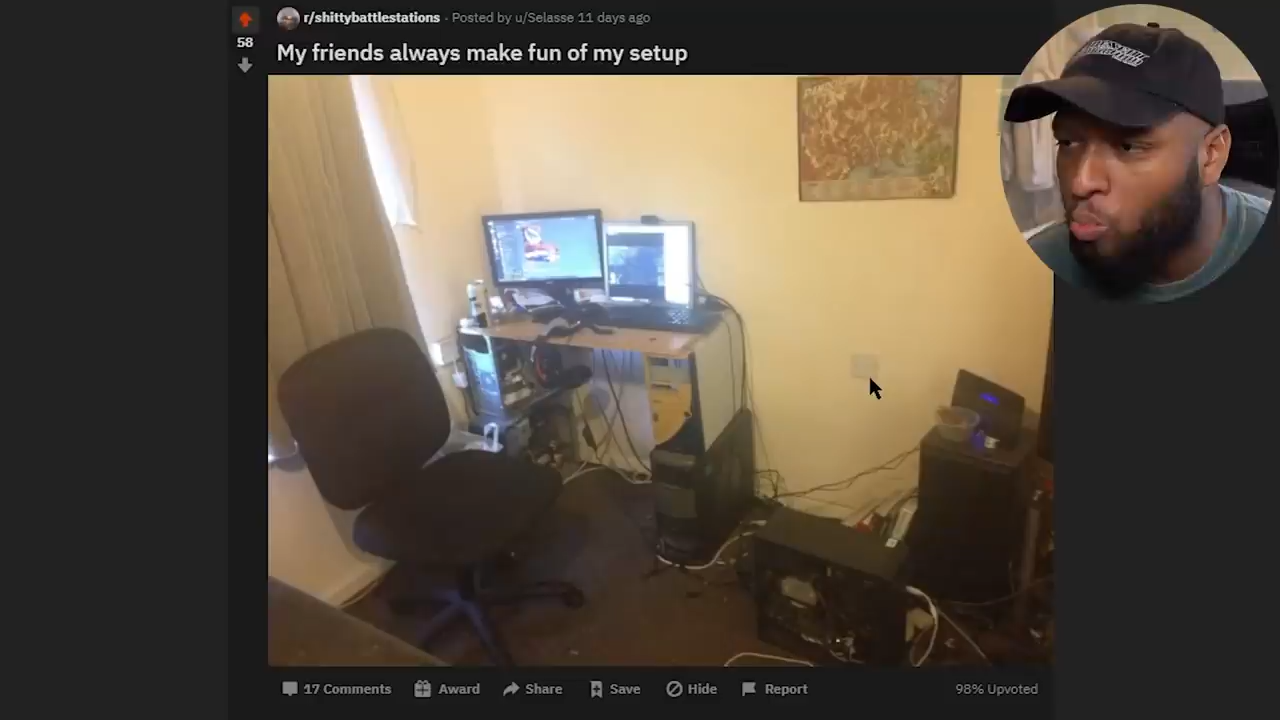 r/shittybattlestations · Posted by u/Selasse 11 days ago
58
My friends always make fun of my setup
17 Comments Award Share Save Hide Report 98% Upvoted